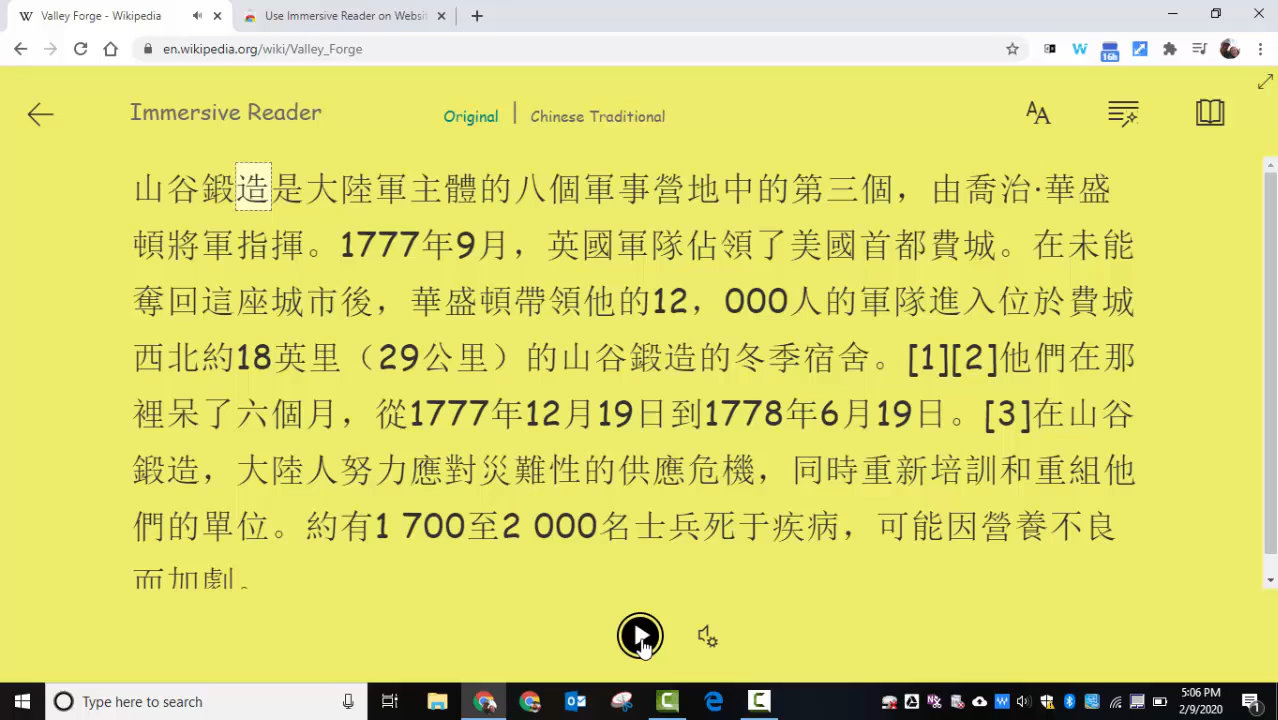 Valley Forge - Wikipedia
Use Immersive Reader on Websit
en.wikipedia.org/wiki/Valley_Forge
16h
Immersive Reader
Original | Chinese Traditional
山谷鍛造是大陸軍主體的八個軍事營地中的第三個，由喬治·華盛
頓將軍指揮。1777年9月，英國軍隊佔領了美國首都費城。在未能
奪回這座城市後，華盛頓帶領他的12，000人的軍隊進入位於費城
西北約18英里（29公里）的山谷鍛造的冬季宿舍。[1][2]他們在那
裡呆了六個月，從1777年12月19日到1778年6月19日。[3]在山谷
鍛造，大陸人努力應對災難性的供應危機，同時重新培訓和重組他
們的單位。約有1 700至2 000名士兵死于疾病，可能因營養不良
而加劇。
Type here to search
5:06 PM
2/9/2020